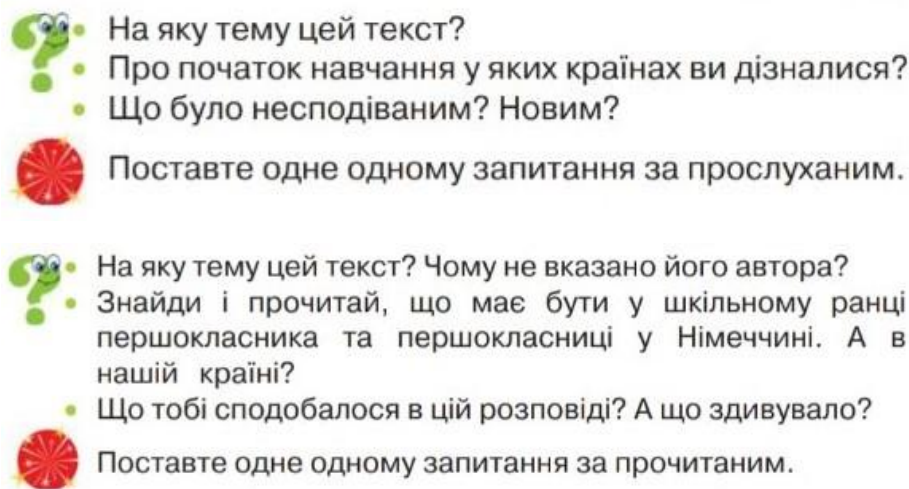 • На яку тему цей текст?
• Про початок навчання у яких країнах ви дізналися?
• Що було несподіваним? Новим?
Поставте одне одному запитання за прослуханим.
• На яку тему цей текст? Чому не вказано його автора?
• Знайди і прочитай, що має бути у шкільному ранці
першокласника та першокласниці у Німеччині. А в
нашій країні?
• Що тобі сподобалося в цій розповіді? А що здивувало?
Поставте одне одному запитання за прочитаним.